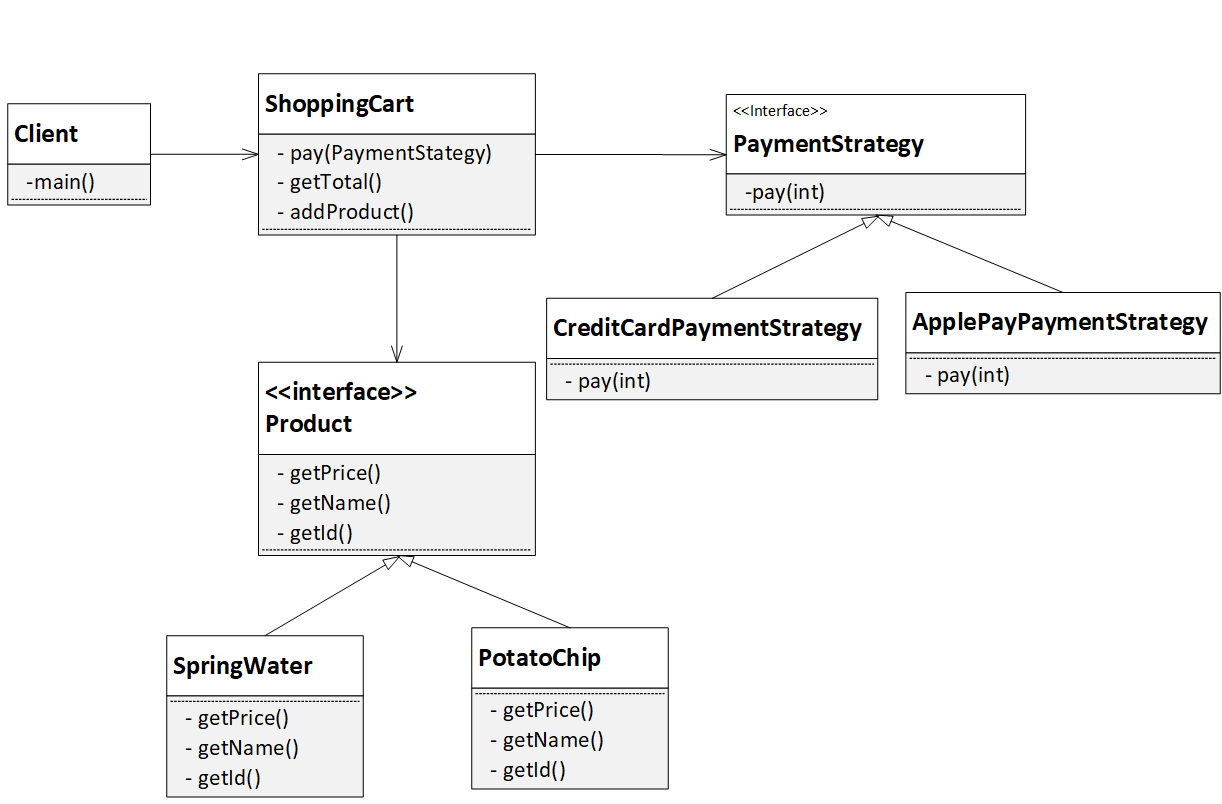 Client
-main()
ShoppingCart
- pay(PaymentStategy)
- getTotal()
- addProduct()
<<Interface>>
PaymentStrategy
-pay(int)
CreditCardPaymentStrategy
- pay(int)
ApplePayPaymentStrategy
- pay(int)
<<interface>>
Product
- getPrice()
- getName()
- getId()
SpringWater
- getPrice()
- getName()
- getId()
PotatoChip
- getPrice()
- getName()
- getId()